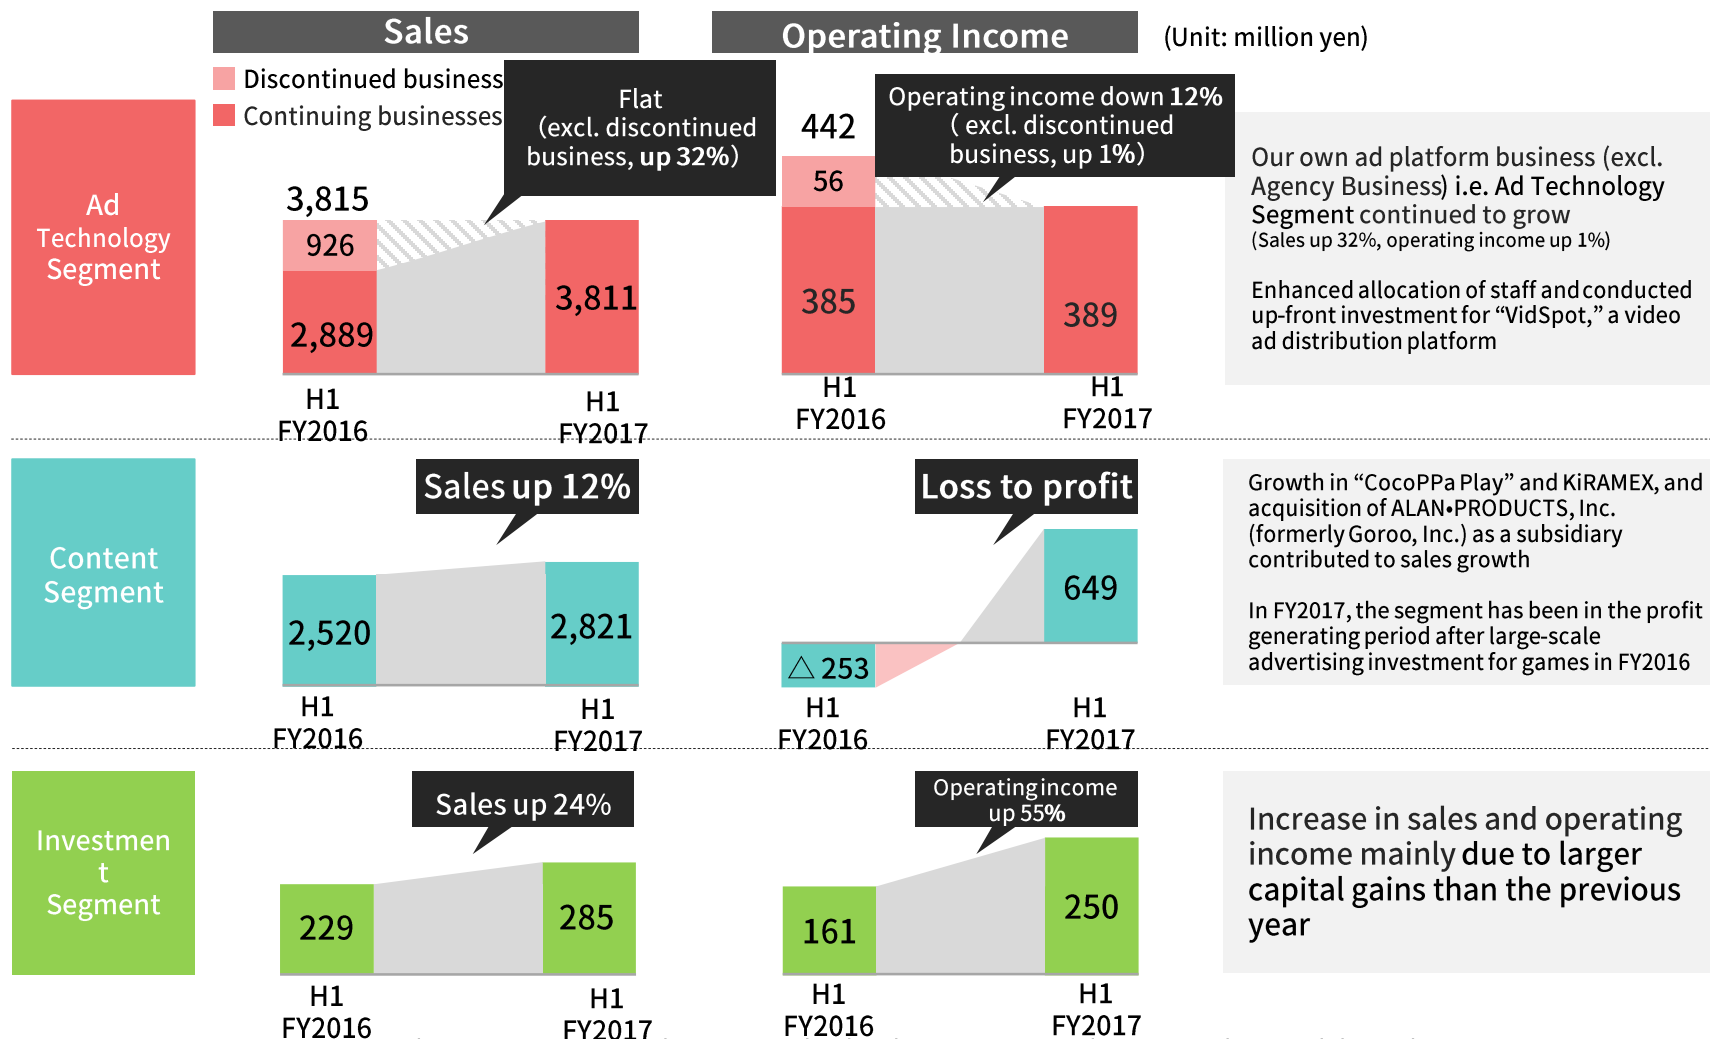 Sales
Operating Income
(Unit: million yen)
Discontinued business
Continuing businesses
Flat
(excl. discontinued
business, up 32%)
Operating income down 12%
( excl. discontinued
business, up 1%)
Ad
Technology
Segment
3,815
926
2,889
3,811
H1
FY2016
H1
FY2017
442
56
385
389
H1
FY2016
H1
FY2017
Our own ad platform business (excl.
Agency Business) i.e. Ad Technology
Segment continued to grow
(Sales up 32%, operating income up 1%)
Enhanced allocation of staff and conducted
up-front investment for “VidSpot,” a video
ad distribution platform
Content
Segment
Sales up 12%
2,520
2,821
H1
FY2016
H1
FY2017
Loss to profit
△ 253
649
H1
FY2016
H1
FY2017
Growth in “CocoPPa Play” and KiRAMEX, and
acquisition of ALAN•PRODUCTS, Inc.
(formerly Goroo, Inc.) as a subsidiary
contributed to sales growth
In FY2017, the segment has been in the profit
generating period after large-scale
advertising investment for games in FY2016
Investmen
t
Segment
Sales up 24%
229
285
H1
FY2016
H1
FY2017
Operating income
up 55%
161
250
H1
FY2016
H1
FY2017
Increase in sales and operating
income mainly due to larger
capital gains than the previous
year